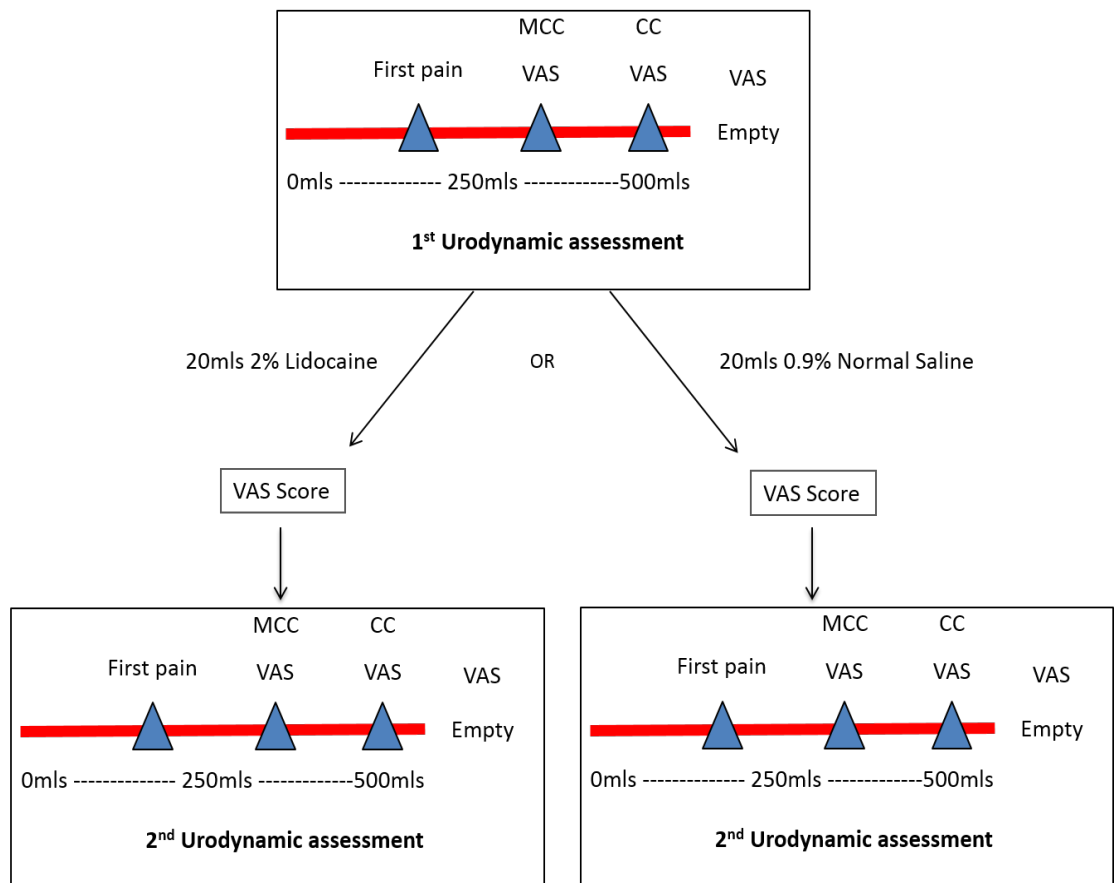 MCC CC
First pain VAS VAS VAS
Empty
0mls -------------- 250mls -------------500mls
1st Urodynamic assessment
20mls 2% Lidocaine OR 20mls 0.9% Normal Saline
VAS Score VAS Score
MCC CC
First pain VAS VAS VAS
Empty
0mls -------------- 250mls -------------500mls
2nd Urodynamic assessment
MCC CC
First pain VAS VAS VAS
Empty
0mls -------------- 250mls -------------500mls
2nd Urodynamic assessment